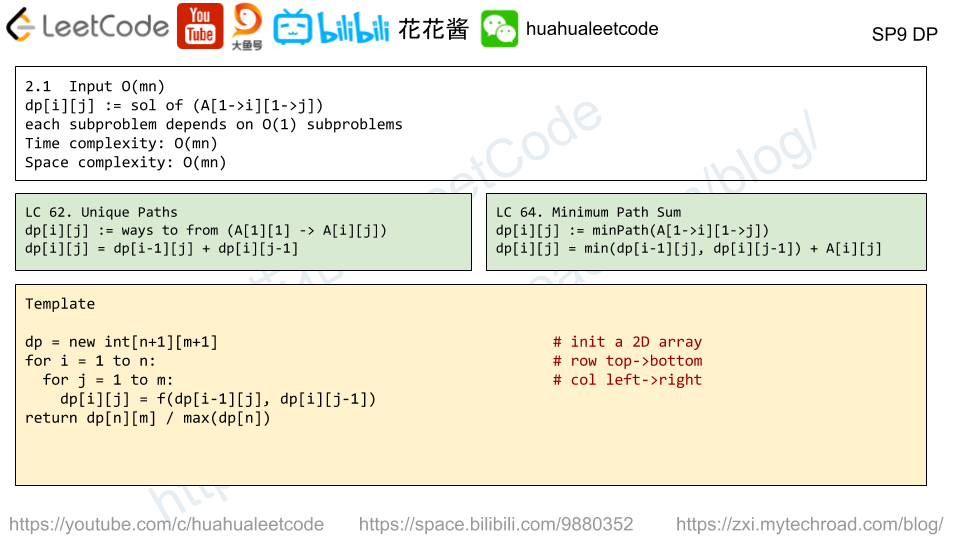 LeetCode You Tube 大鱼号 bilibili 花花酱 huahualeetcode
SP9 DP
2.1  Input O(mn)
dp[i][j] := sol of (A[1->i][1->j])
each subproblem depends on O(1) subproblems
Time complexity: O(mn)
Space complexity: O(mn)
LC 62. Unique Paths
dp[i][j] := ways to from (A[1][1] -> A[i][j])
dp[i][j] = dp[i-1][j] + dp[i][j-1]
LC 64. Minimum Path Sum
dp[i][j] := minPath(A[1->i][1->j])
dp[i][j] = min(dp[i-1][j], dp[i][j-1]) + A[i][j]
Template
dp = new int[n+1][m+1] # init a 2D array
for i = 1 to n: # row top->bottom
  for j = 1 to m: # col left->right
    dp[i][j] = f(dp[i-1][j], dp[i][j-1])
return dp[n][m] / max(dp[n])
https://youtube.com/c/huahualeetcode https://space.bilibili.com/9880352 https://zxi.mytechroad.com/blog/